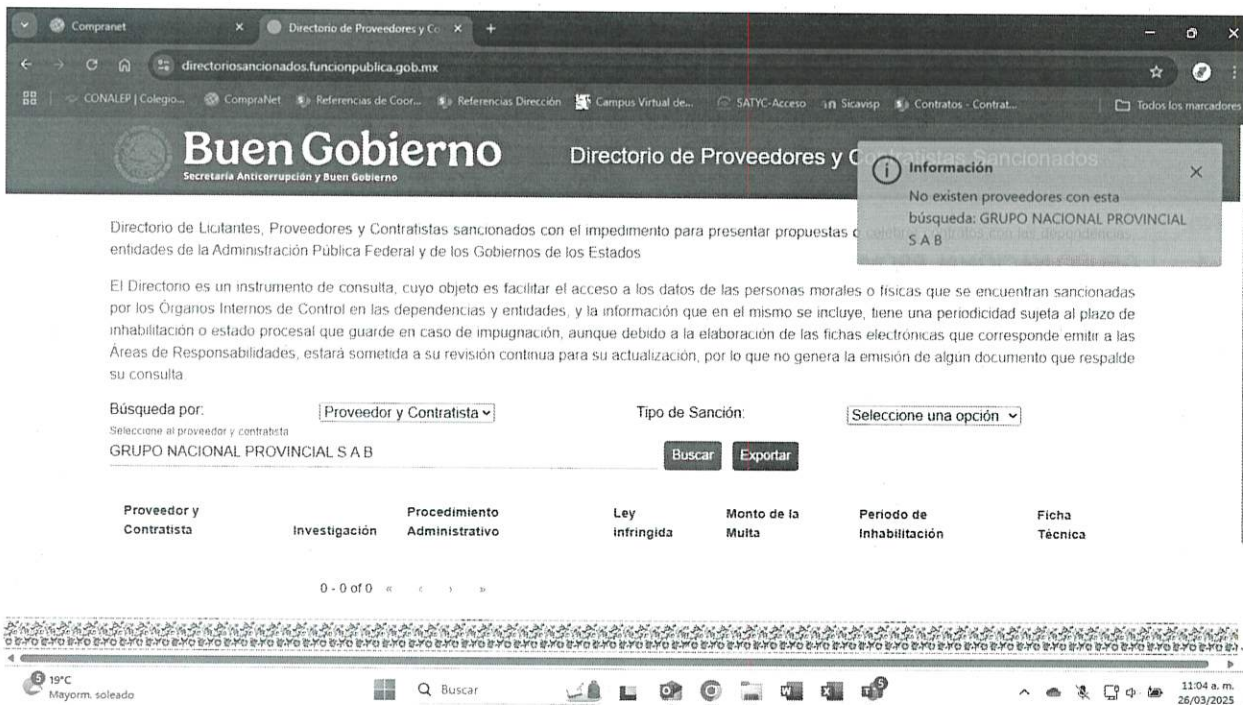 Compranet
Directorio de Proveedores y Co
directoriosancionados.funcionpublica.gob.mx
CONALEP | Colegio... CompraNet Referencias de Coor... Referencias Dirección Campus Virtual de... SATYC-Acceso Sicavisp Contratos - Contrat... Todos los marcadores
Buen Gobierno
Secretaría Anticorrupción y Buen Gobierno
Directorio de Proveedores y Contratistas Sancionados
Información
No existen proveedores con esta
búsqueda: GRUPO NACIONAL PROVINCIAL
S A B
Directorio de Licitantes, Proveedores y Contratistas sancionados con el impedimento para presentar propuestas o celebrar contratos con las dependencias,
entidades de la Administración Pública Federal y de los Gobiernos de los Estados
El Directorio es un instrumento de consulta, cuyo objeto es facilitar el acceso a los datos de las personas morales o físicas que se encuentran sancionadas
por los Órganos Internos de Control en las dependencias y entidades, y la información que en el mismo se incluye, tiene una periodicidad sujeta al plazo de
inhabilitación o estado procesal que guarde en caso de impugnación, aunque debido a la elaboración de las fichas electrónicas que corresponde emitir a las
Áreas de Responsabilidades, estará sometida a su revisión continua para su actualización, por lo que no genera la emisión de algún documento que respalde
su consulta
Búsqueda por: Proveedor y Contratista Tipo de Sanción: Seleccione una opción
Seleccione al proveedor y contratista
GRUPO NACIONAL PROVINCIAL S A B Buscar Exportar
Proveedor y Contratista Investigación Procedimiento Administrativo Ley infringida Monto de la Multa Periodo de Inhabilitación Ficha Técnica
0 - 0 of 0 « ‹ › »
5 19°C
Mayorm. soleado
Buscar
5
11:04 a. m.
26/03/2025